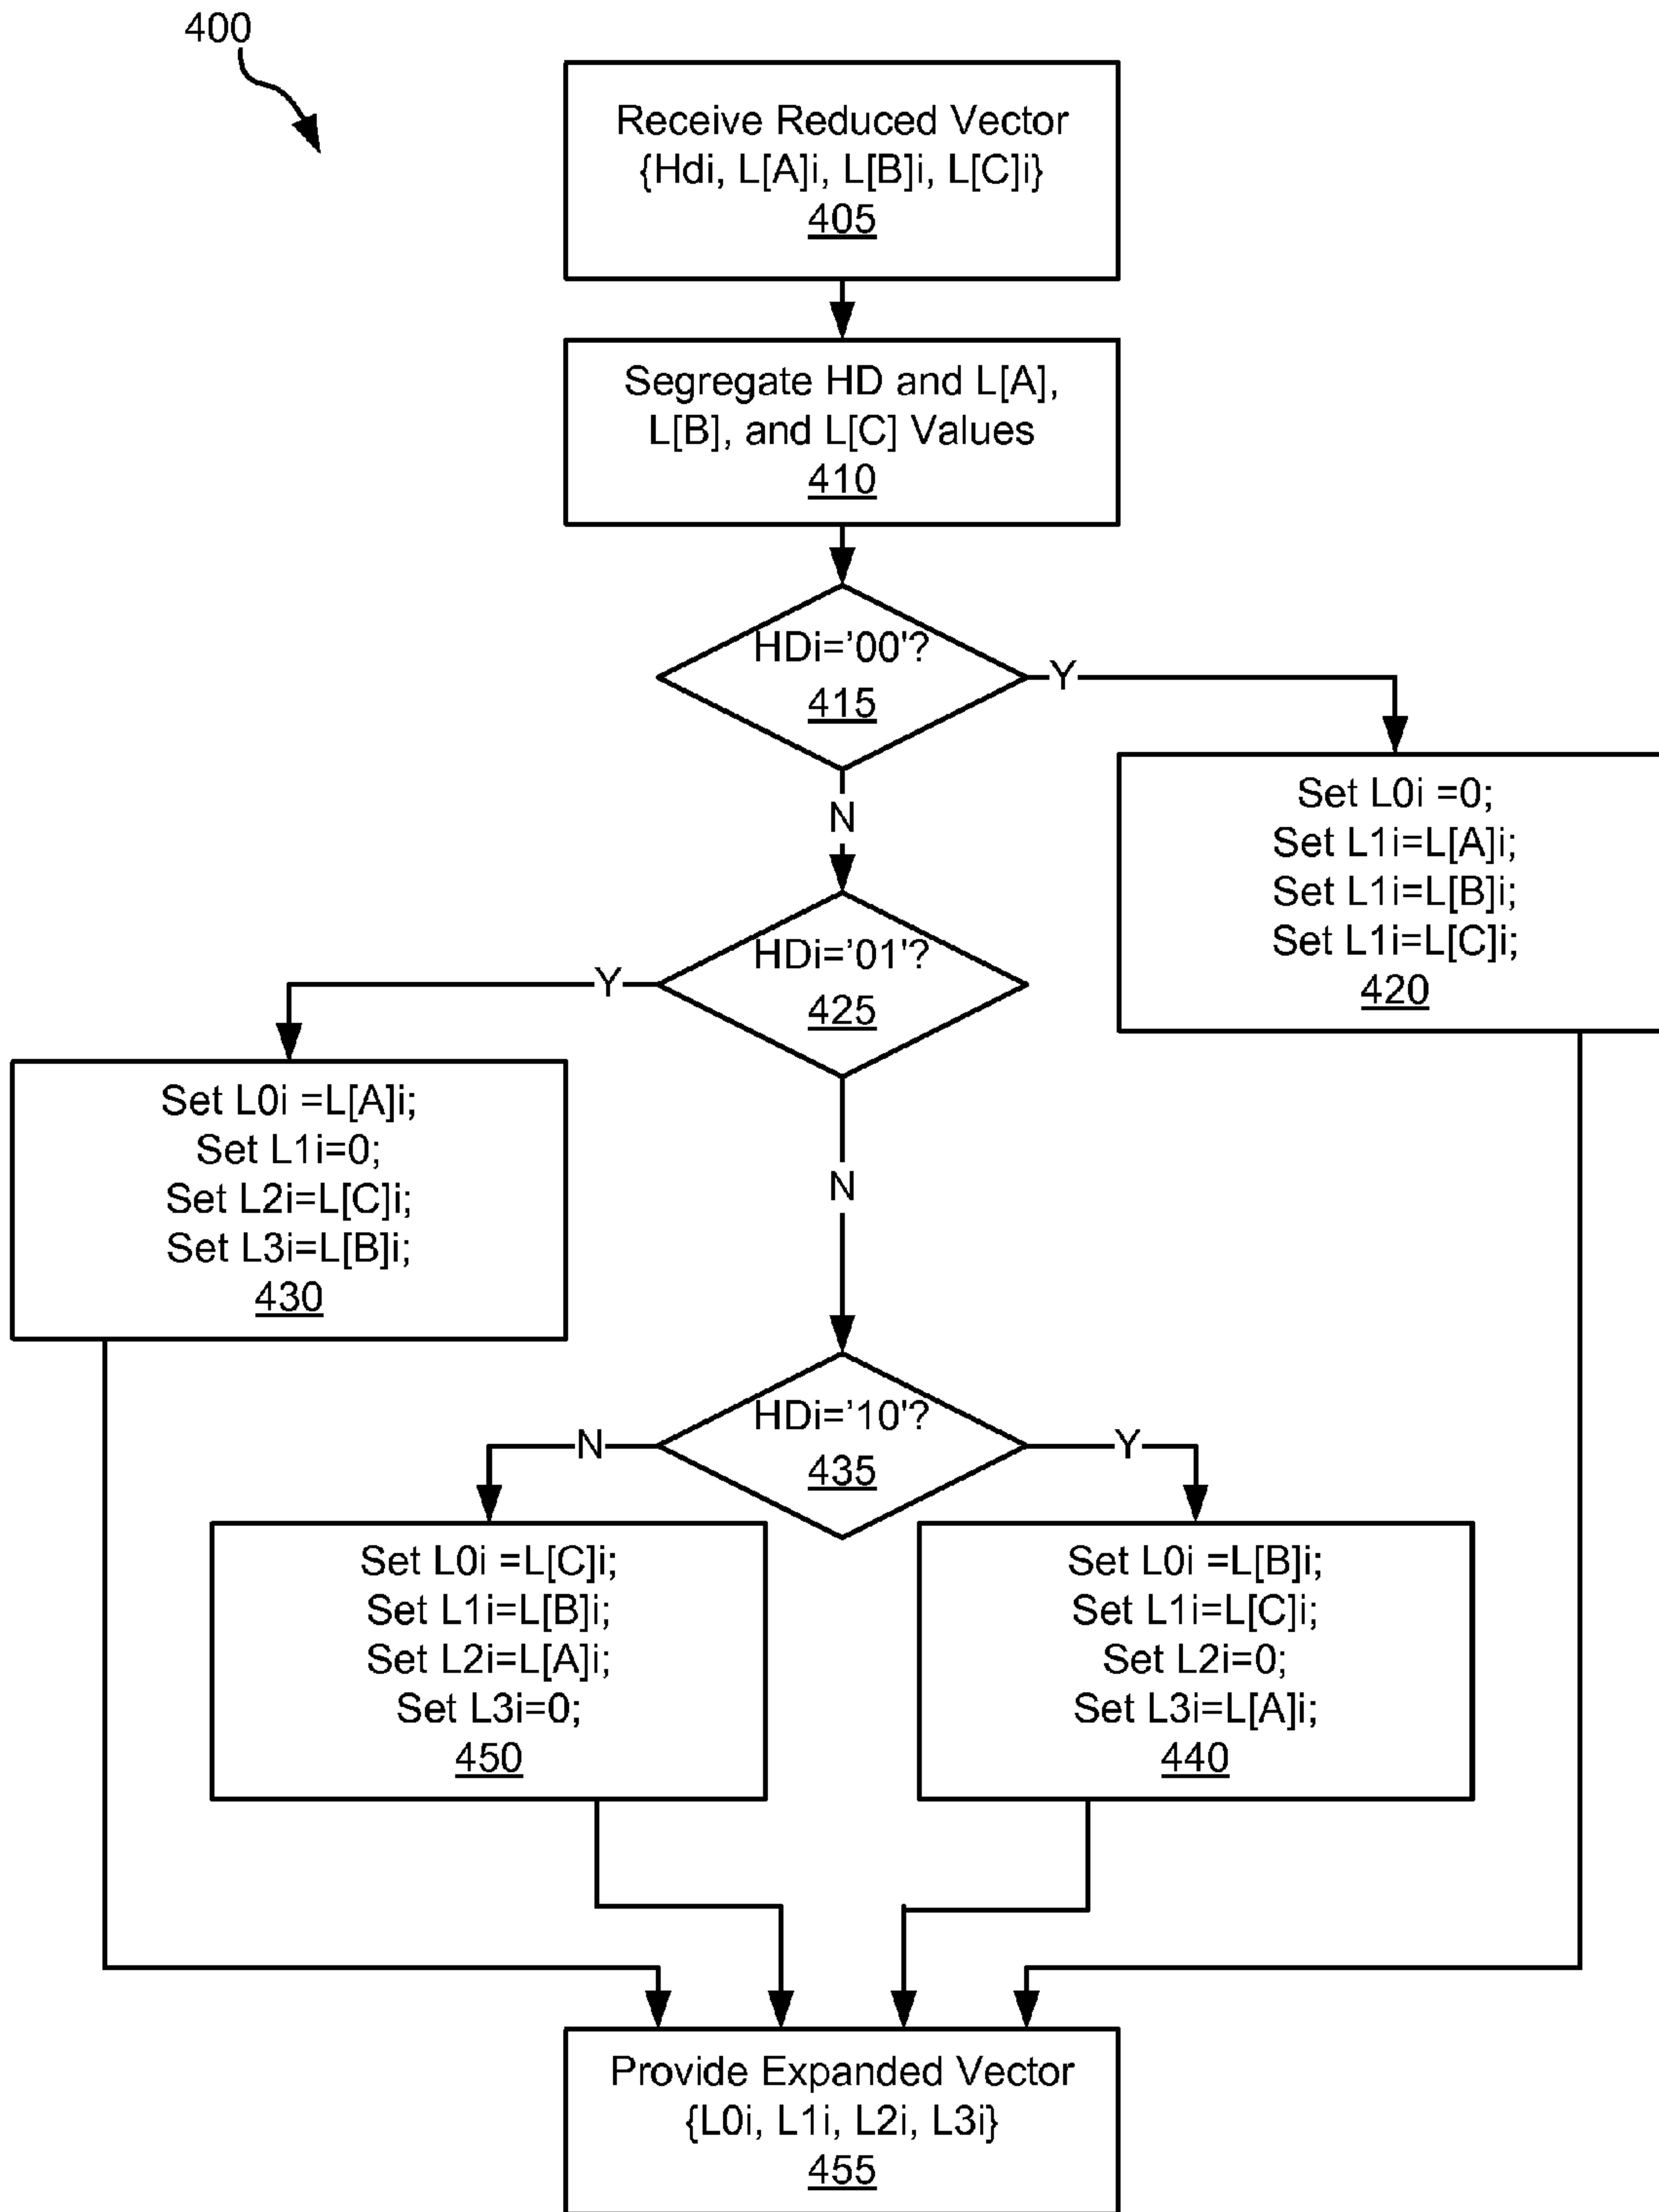 400
Receive Reduced Vector
{Hdi, L[A]i, L[B]i, L[C]i}
405
Segregate HD and L[A],
L[B], and L[C] Values
410
HDi='00'?
415
Y
N
Set L0i =0;
Set L1i=L[A]i;
Set L1i=L[B]i;
Set L1i=L[C]i;
420
HDi='01'?
425
Y
N
Set L0i =L[A]i;
Set L1i=0;
Set L2i=L[C]i;
Set L3i=L[B]i;
430
HDi='10'?
435
N
Y
Set L0i =L[C]i;
Set L1i=L[B]i;
Set L2i=L[A]i;
Set L3i=0;
450
Set L0i =L[B]i;
Set L1i=L[C]i;
Set L2i=0;
Set L3i=L[A]i;
440
Provide Expanded Vector
{L0i, L1i, L2i, L3i}
455